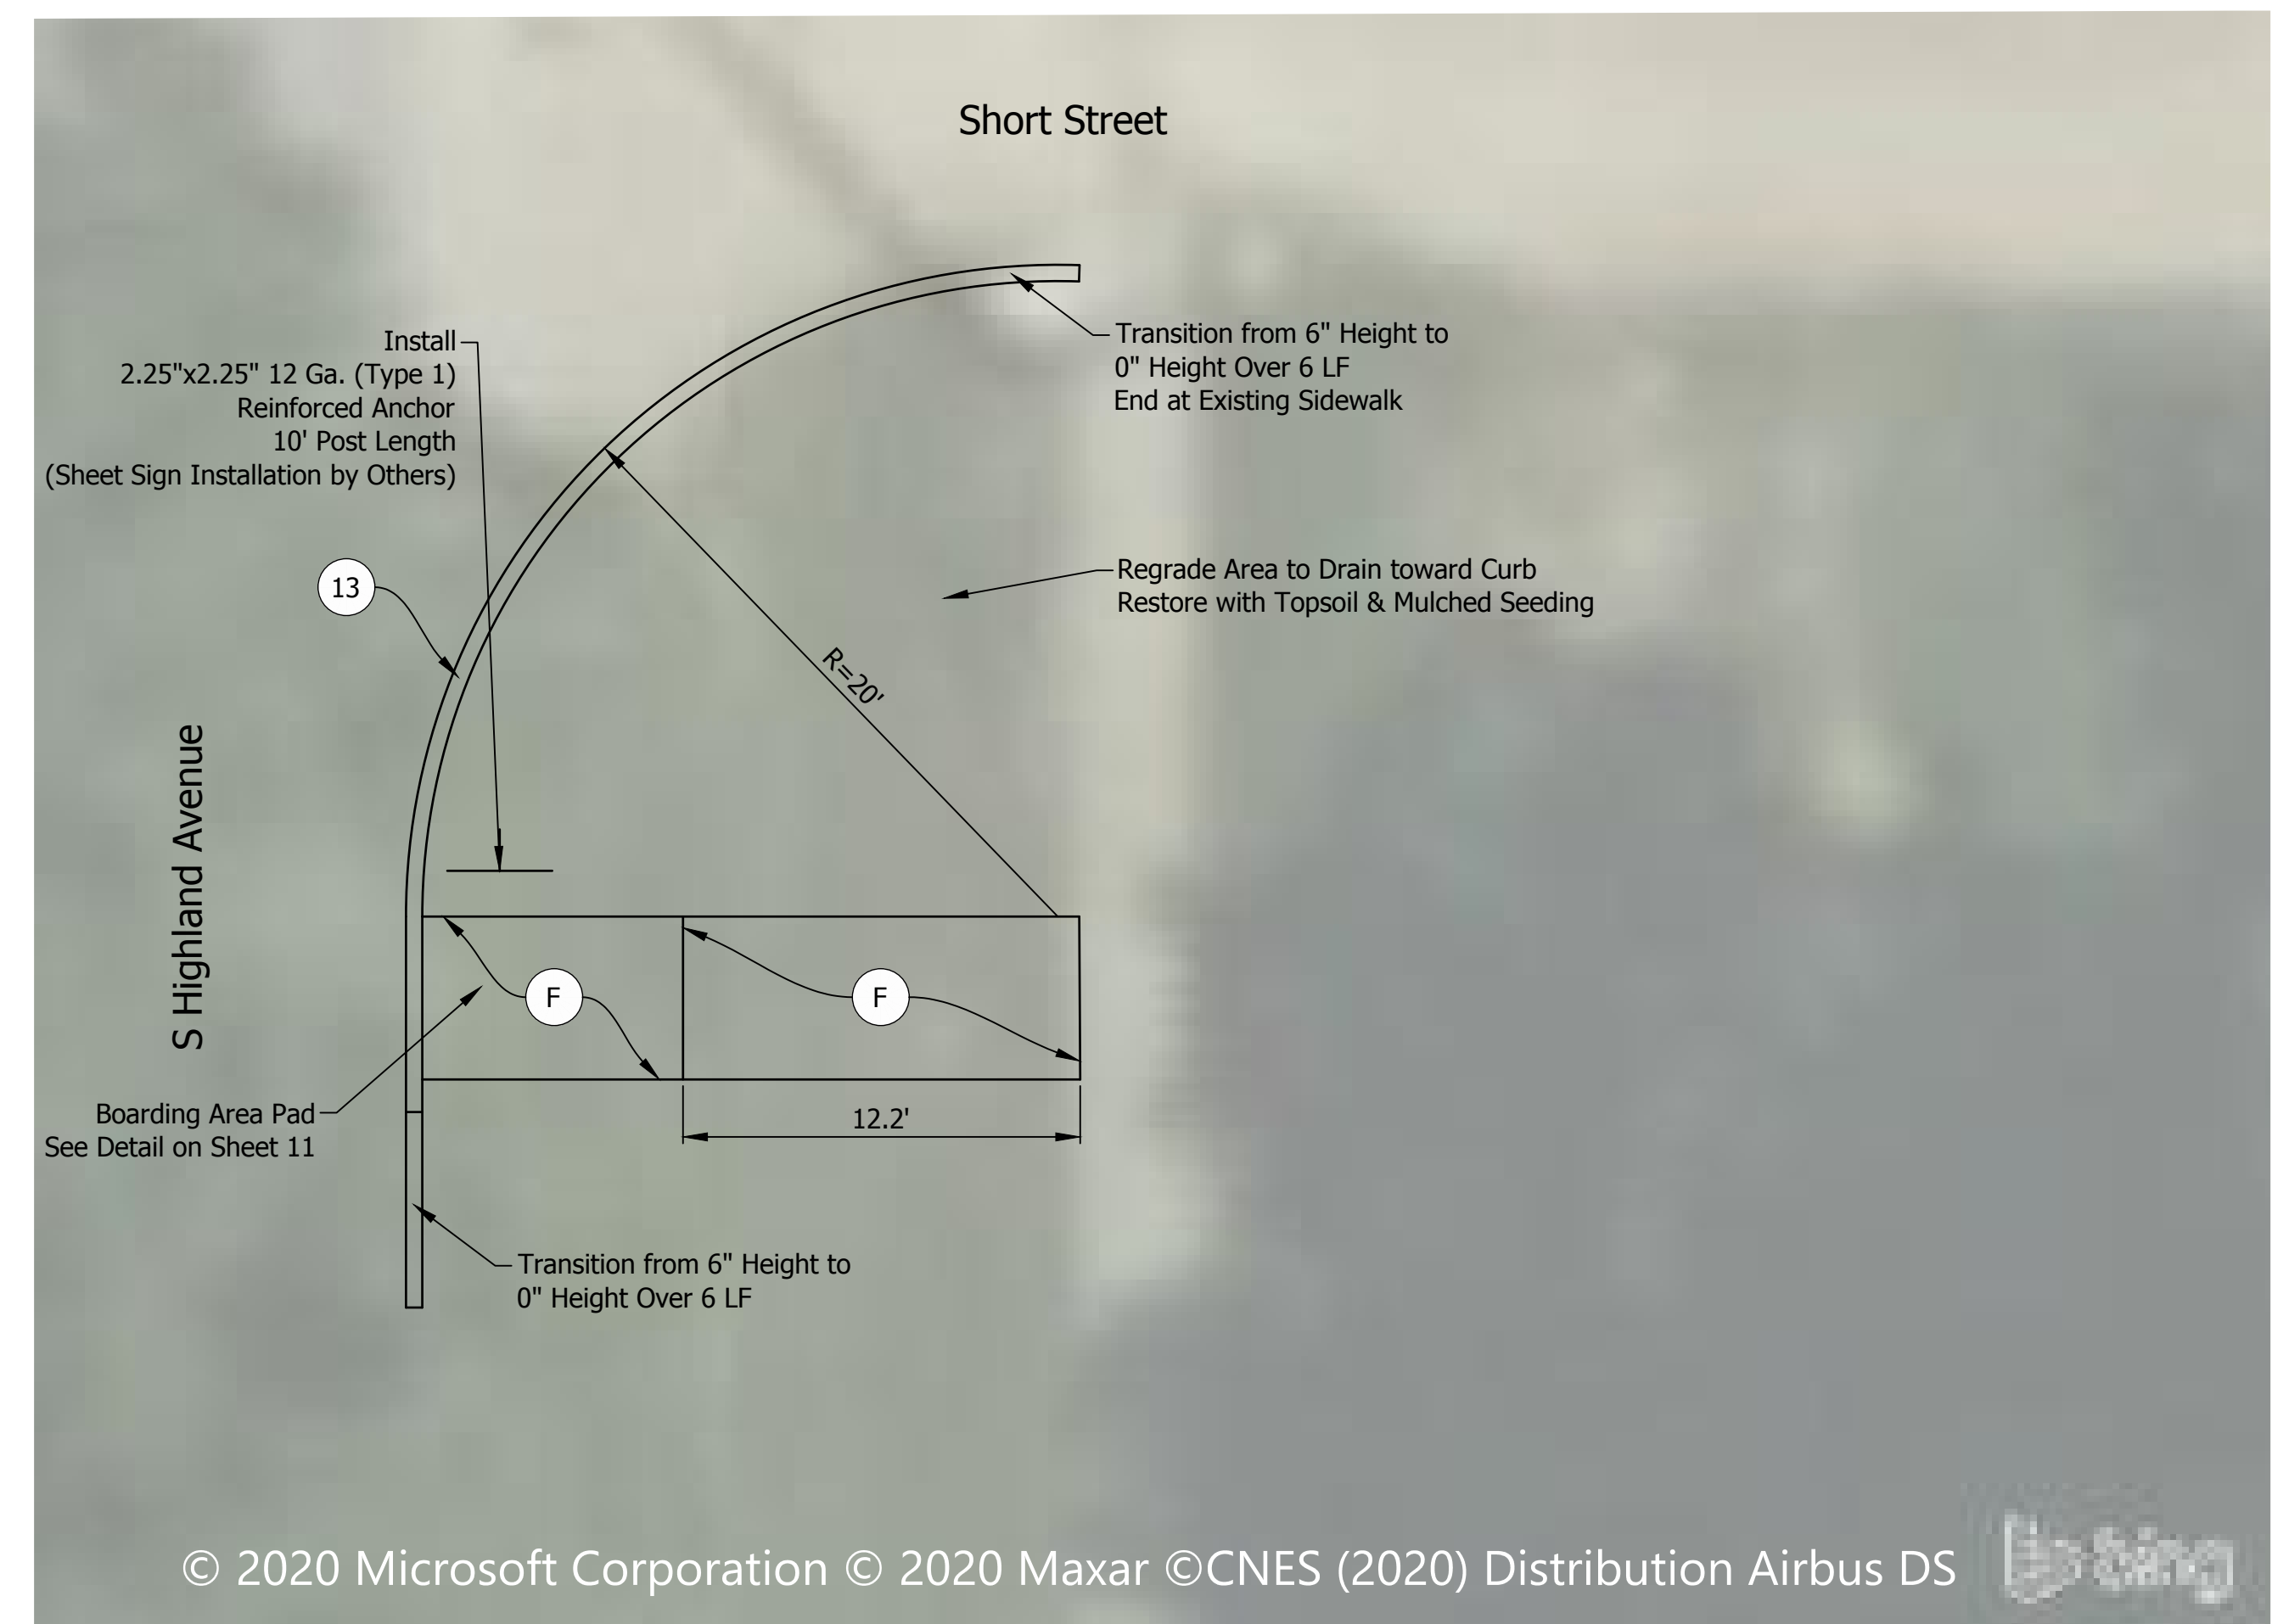 Short Street
Install
2.25"x2.25" 12 Ga. (Type 1)
Reinforced Anchor
10' Post Length
(Sheet Sign Installation by Others)
Transition from 6" Height to
0" Height Over 6 LF
End at Existing Sidewalk
13
Regrade Area to Drain toward Curb
Restore with Topsoil & Mulched Seeding
R=20'
S Highland Avenue
F
F
Boarding Area Pad
See Detail on Sheet 11
12.2'
Transition from 6" Height to
0" Height Over 6 LF
© 2020 Microsoft Corporation © 2020 Maxar ©CNES (2020) Distribution Airbus DS
bing